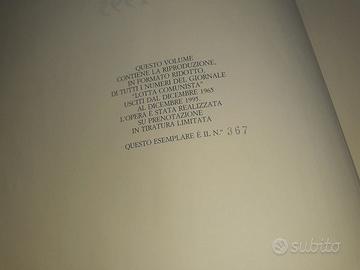 QUESTO VOLUME
CONTIENE LA RIPRODUZIONE,
IN FORMATO RIDOTTO,
DI TUTTI I NUMERI DEL GIORNALE
"LOTTA COMUNISTA"
USCITI DAL DICEMBRE 1965
AL DICEMBRE 1995.
L'OPERA È STATA REALIZZATA
SU PRENOTAZIONE
IN TIRATURA LIMITATA
QUESTO ESEMPLARE È IL N.° 367
subito